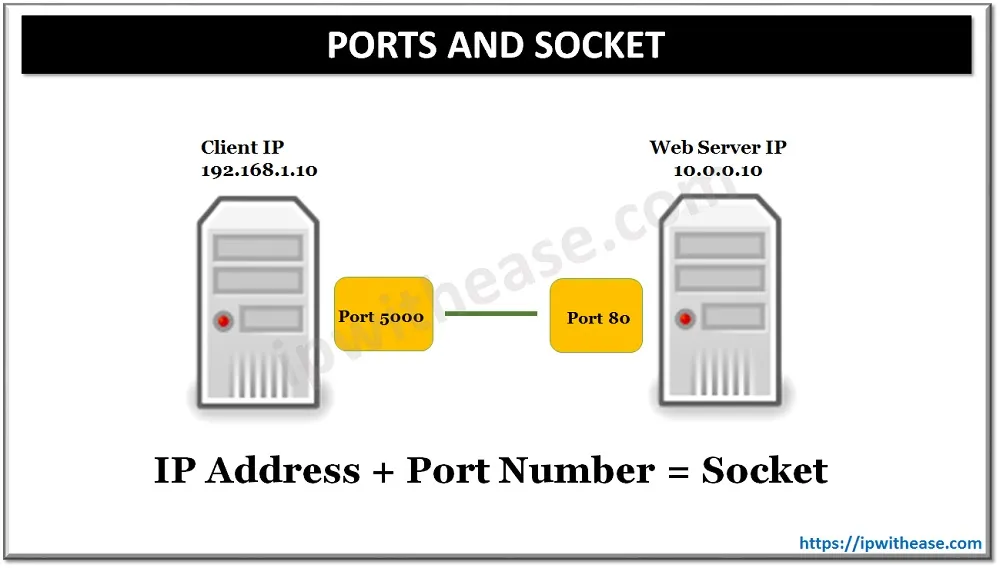 PORTS AND SOCKET
Client IP
192.168.1.10
Web Server IP
10.0.0.10
ipwithease.com
Port 5000
Port 80
IP Address + Port Number = Socket
https://ipwithease.com